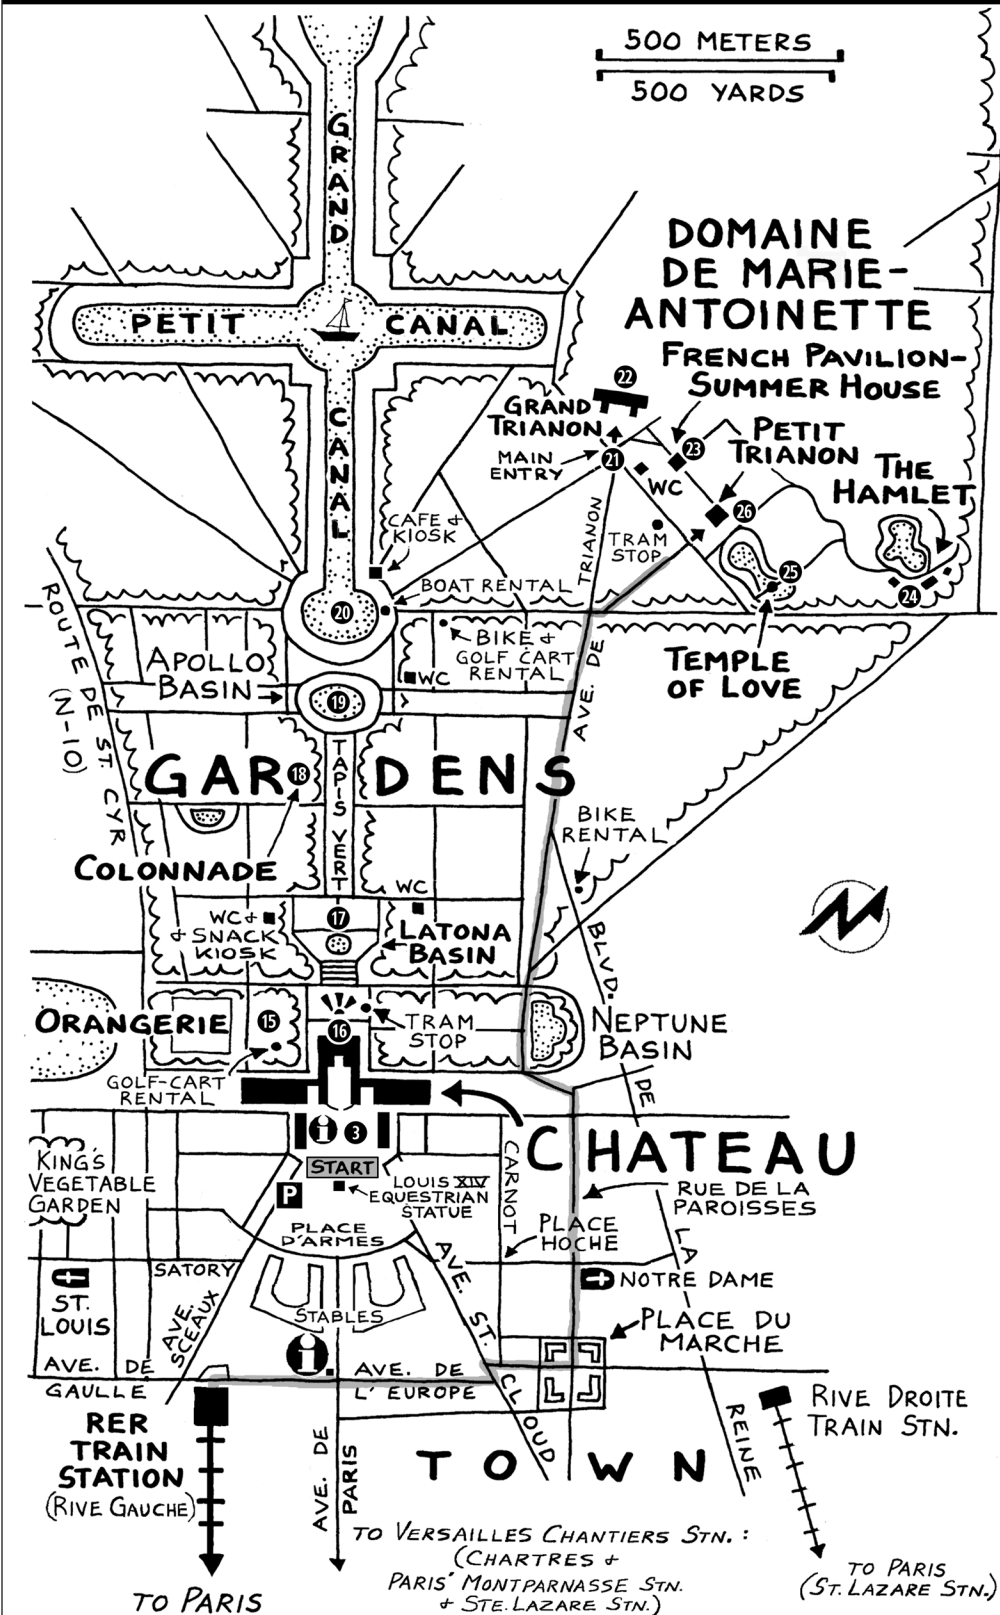 500 METERS
500 YARDS
GRAND
CANAL
PETIT
CANAL
DOMAINE
DE MARIE-
ANTOINETTE
FRENCH PAVILION-
SUMMER HOUSE
22
GRAND
TRIANON
MAIN
ENTRY
21
23
WC
PETIT
TRIANON
26
THE
HAMLET
CAFE &
KIOSK
TRAM
STOP
25
24
BOAT RENTAL
20
BIKE &
GOLF CART
RENTAL
WC
AVE. DE TRIANON
TEMPLE
OF LOVE
ROUTE DE ST. CYR
(N-10)
APOLLO
BASIN
19
GARDENS
18
TAPIS VERT
COLONNADE
BIKE
RENTAL
WC
WC &
& SNACK
KIOSK
17
LATONA
BASIN
BLVD. DE LA REINE
ORANGERIE
15
16
TRAM
STOP
NEPTUNE
BASIN
GOLF-CART
RENTAL
CHATEAU
i
3
START
KING'S
VEGETABLE
GARDEN
P
LOUIS XIV
EQUESTRIAN
STATUE
CARNOT
RUE DE LA
PAROISSES
PLACE
D'ARMES
PLACE
HOCHE
SATORY
AVE.
SCEAUX
AVE. ST. CLOUD
NOTRE DAME
ST.
LOUIS
STABLES
PLACE DU
MARCHE
i
AVE. DE
GAULLE
AVE. DE
L'EUROPE
RER
TRAIN
STATION
(RIVE GAUCHE)
AVE. DE
PARIS
RIVE DROITE
TRAIN STN.
TOWN
TO PARIS
TO VERSAILLES CHANTIERS STN.:
(CHARTRES &
PARIS' MONTPARNASSE STN.
& STE. LAZARE STN.)
TO PARIS
(ST. LAZARE STN.)